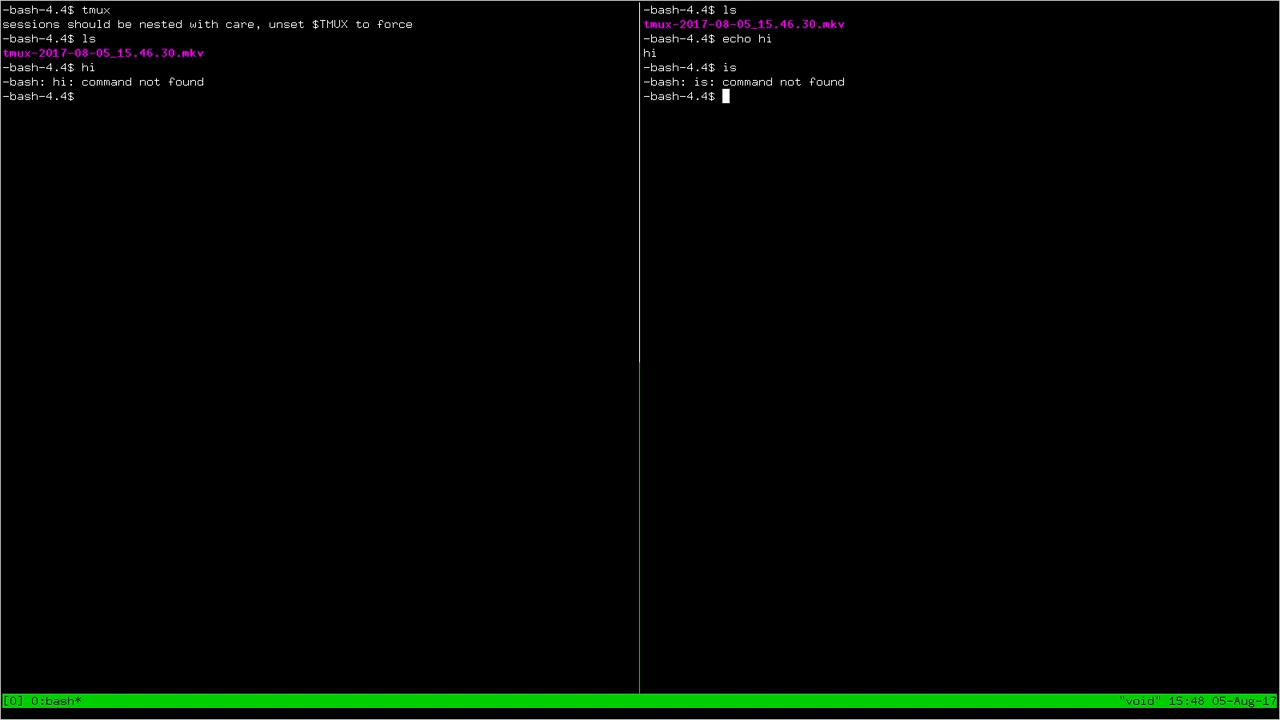 -bash-4.4$ tmux
sessions should be nested with care, unset $TMUX to force
-bash-4.4$ ls
tmux-2017-08-05_15.46.30.mkv
-bash-4.4$ hi
-bash: hi: command not found
-bash-4.4$
-bash-4.4$ ls
tmux-2017-08-05_15.46.30.mkv
-bash-4.4$ echo hi
hi
-bash-4.4$ is
-bash: is: command not found
-bash-4.4$
[0] 0:bash* "void" 15:48 05-Aug-17